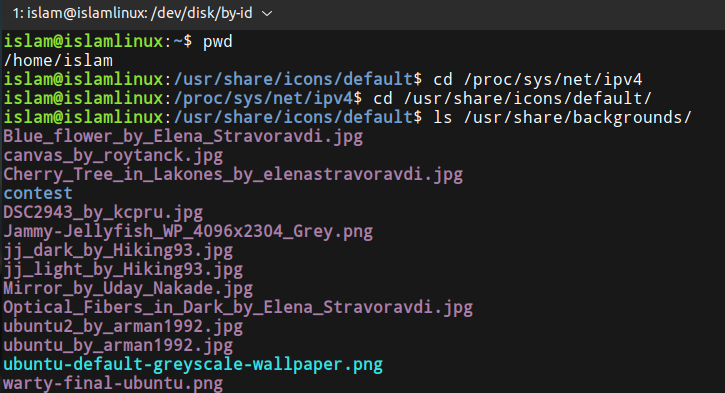 1: islam@islamlinux: /dev/disk/by-id
islam@islamlinux:~$ pwd
/home/islam
islam@islamlinux:/usr/share/icons/default$ cd /proc/sys/net/ipv4
islam@islamlinux:/proc/sys/net/ipv4$ cd /usr/share/icons/default/
islam@islamlinux:/usr/share/icons/default$ ls /usr/share/backgrounds/
Blue_flower_by_Elena_Stravoravdi.jpg
canvas_by_roytanck.jpg
Cherry_Tree_in_Lakones_by_elenastravoravdi.jpg
contest
DSC2943_by_kcpru.jpg
Jammy-Jellyfish_WP_4096x2304_Grey.png
jj_dark_by_Hiking93.jpg
jj_light_by_Hiking93.jpg
Mirror_by_Uday_Nakade.jpg
Optical_Fibers_in_Dark_by_Elena_Stravoravdi.jpg
ubuntu2_by_arman1992.jpg
ubuntu_by_arman1992.jpg
ubuntu-default-greyscale-wallpaper.png
warty-final-ubuntu.png